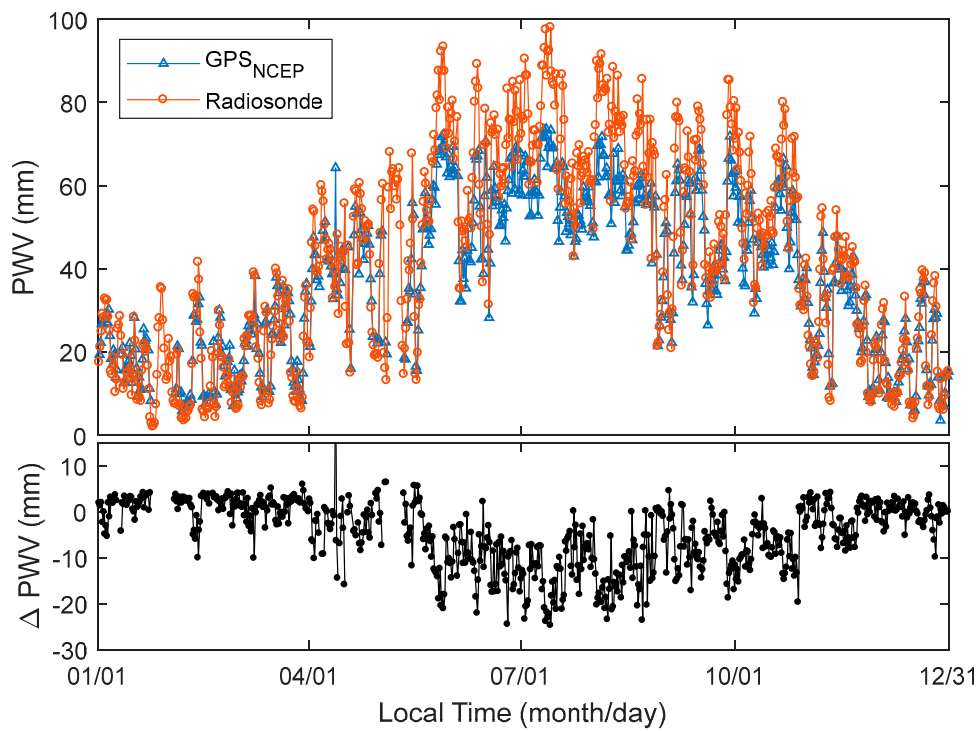 100
80
60
40
20
0
PWV (mm)
GPS_NCEP
Radiosonde
10
0
-10
-20
-30
Δ PWV (mm)
01/01 04/01 07/01 10/01 12/31
Local Time (month/day)